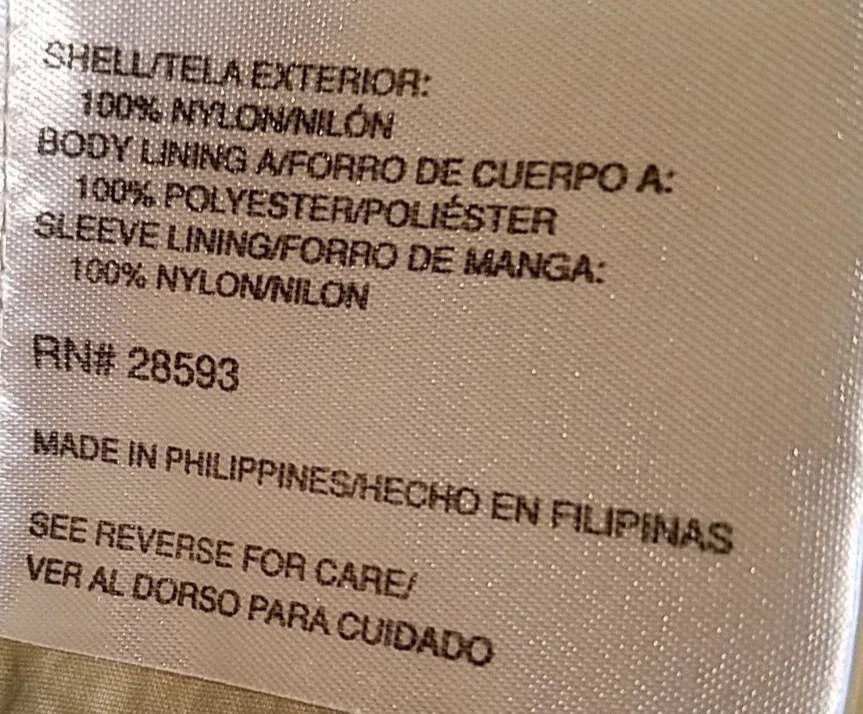 SHELL/TELA EXTERIOR:
100% NYLON/NILÓN
BODY LINING A/FORRO DE CUERPO A:
100% POLYESTER/POLIÉSTER
SLEEVE LINING/FORRO DE MANGA:
100% NYLON/NILON
RN# 28593
MADE IN PHILIPPINES/HECHO EN FILIPINAS
SEE REVERSE FOR CARE/
VER AL DORSO PARA CUIDADO